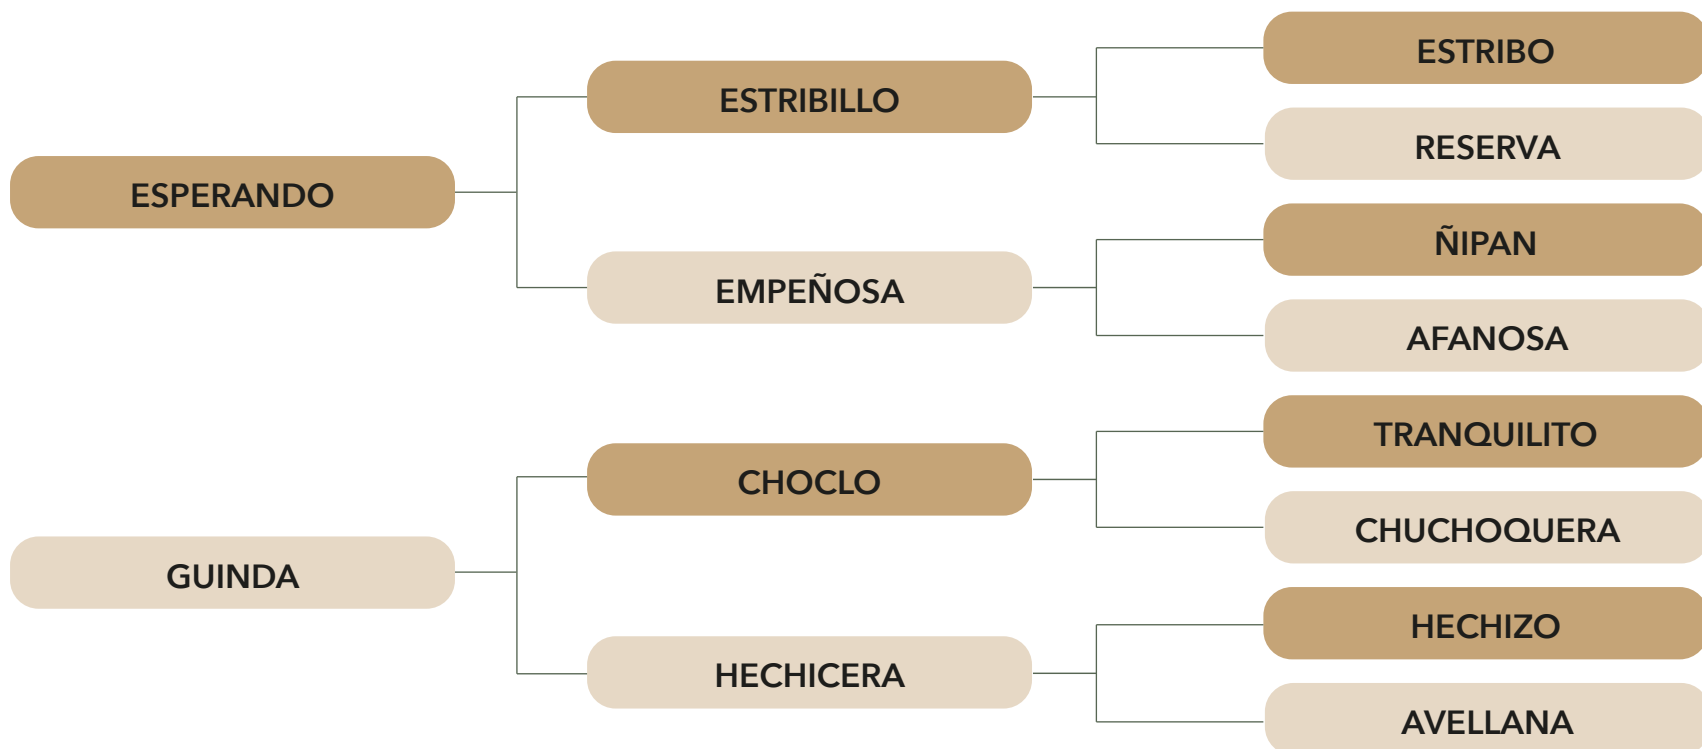 ESPERANDO
GUINDA
ESTRIBILLO
EMPEÑOSA
CHOCLO
HECHICERA
ESTRIBO
RESERVA
ÑIPAN
AFANOSA
TRANQUILITO
CHUCHOQUERA
HECHIZO
AVELLANA